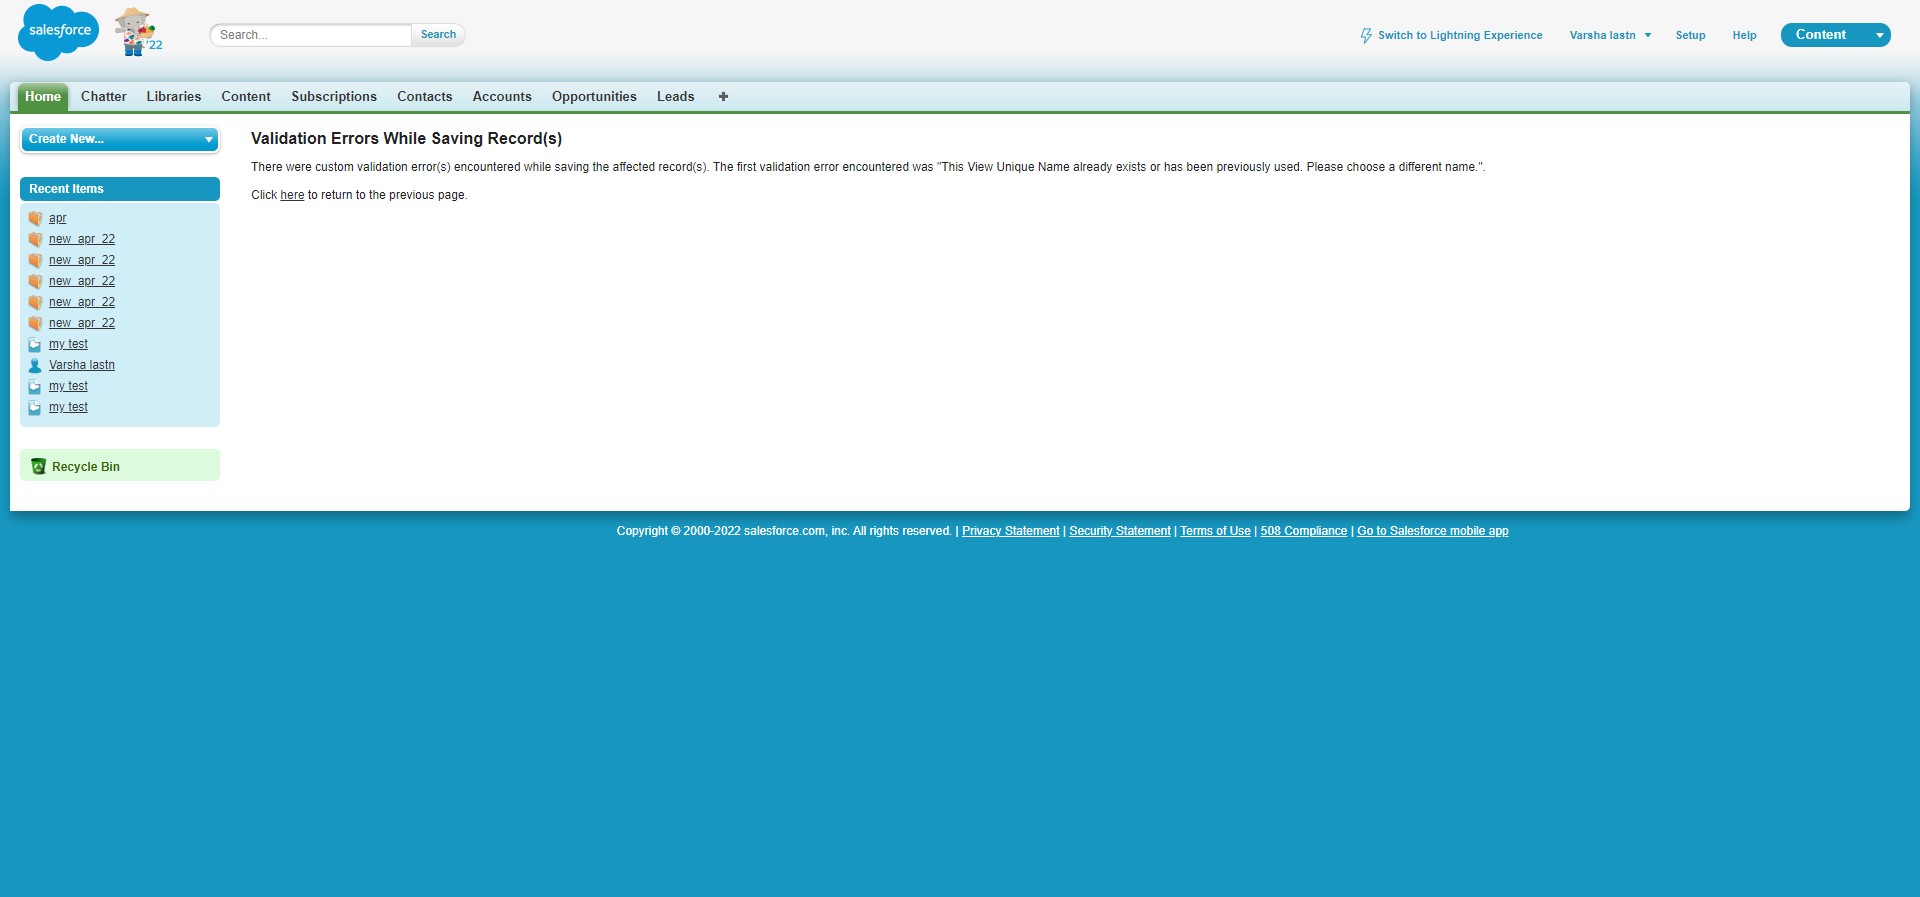 salesforce
'22
Search...
Search
Switch to Lightning Experience
Varsha lastn
Setup
Help
Content
Home
Chatter
Libraries
Content
Subscriptions
Contacts
Accounts
Opportunities
Leads
+
Create New...
Recent Items
apr
new_apr_22
new_apr_22
new_apr_22
new_apr_22
new_apr_22
my test
Varsha lastn
my test
my test
Recycle Bin
Validation Errors While Saving Record(s)
There were custom validation error(s) encountered while saving the affected record(s). The first validation error encountered was "This View Unique Name already exists or has been previously used. Please choose a different name.".
Click here to return to the previous page.
Copyright © 2000-2022 salesforce.com, inc. All rights reserved. | Privacy Statement | Security Statement | Terms of Use | 508 Compliance | Go to Salesforce mobile app